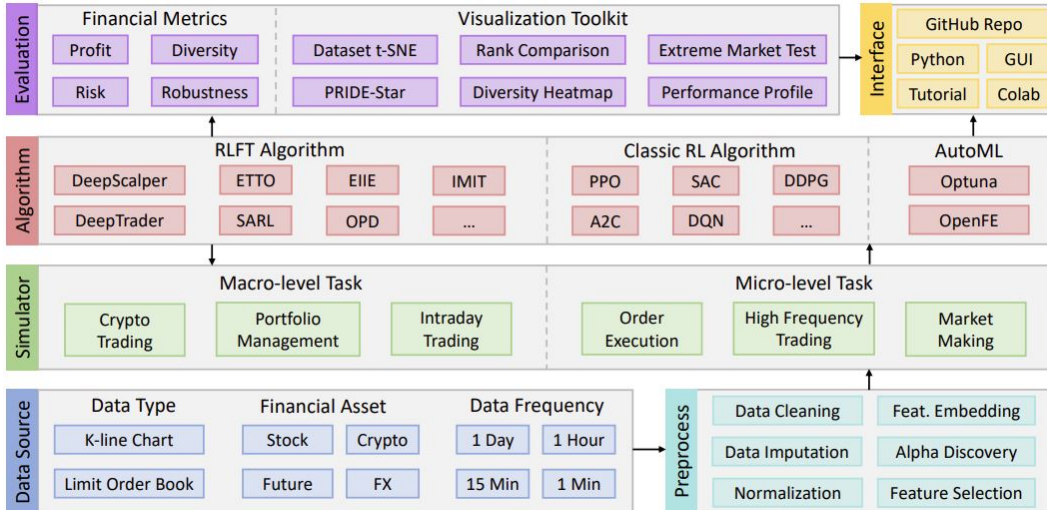 Evaluation
Financial Metrics
Profit
Diversity
Risk
Robustness
Visualization Toolkit
Dataset t-SNE
Rank Comparison
Extreme Market Test
PRIDE-Star
Diversity Heatmap
Performance Profile
Interface
GitHub Repo
Python
GUI
Tutorial
Colab
Algorithm
RLFT Algorithm
DeepScalper
ETTO
EIIE
IMIT
DeepTrader
SARL
OPD
...
Classic RL Algorithm
PPO
SAC
DDPG
A2C
DQN
...
AutoML
Optuna
OpenFE
Simulator
Macro-level Task
Crypto
Trading
Portfolio
Management
Intraday
Trading
Micro-level Task
Order
Execution
High Frequency
Trading
Market
Making
Data Source
Data Type
K-line Chart
Limit Order Book
Financial Asset
Stock
Crypto
Future
FX
Data Frequency
1 Day
1 Hour
15 Min
1 Min
Preprocess
Data Cleaning
Feat. Embedding
Data Imputation
Alpha Discovery
Normalization
Feature Selection